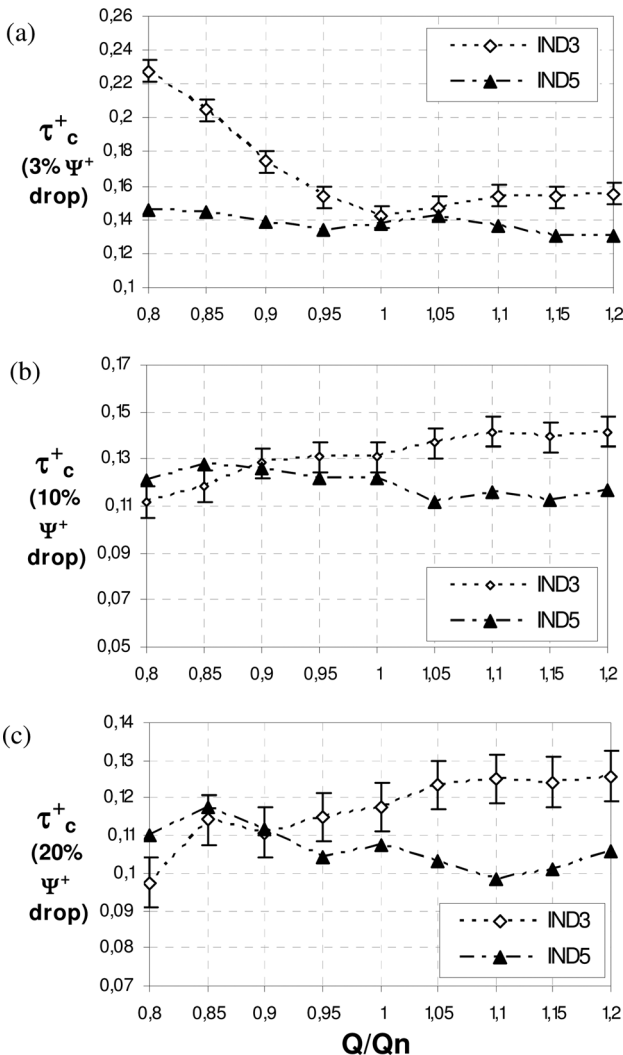 (a)
0,26
0,22
0,2
0,18
0,16
0,14
0,12
0,1
τ⁺c
(3% Ψ⁺
drop)
IND3
IND5
0,8 0,85 0,9 0,95 1 1,05 1,1 1,15 1,2
(b)
0,17
0,15
0,13
0,11
0,09
0,07
0,05
τ⁺c
(10%
Ψ⁺
drop)
IND3
IND5
0,8 0,85 0,9 0,95 1 1,05 1,1 1,15 1,2
(c)
0,14
0,13
0,12
0,11
0,1
0,09
0,08
0,07
τ⁺c
(20%
Ψ⁺
drop)
IND3
IND5
0,8 0,85 0,9 0,95 1 1,05 1,1 1,15 1,2
Q/Qn